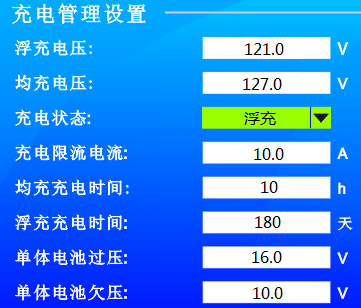 充电管理设置
浮充电压: 121.0 V
均充电压: 127.0 V
充电状态: 浮充
充电限流电流: 10.0 A
均充充电时间: 10 h
浮充充电时间: 180 天
单体电池过压: 16.0 V
单体电池欠压: 10.0 V